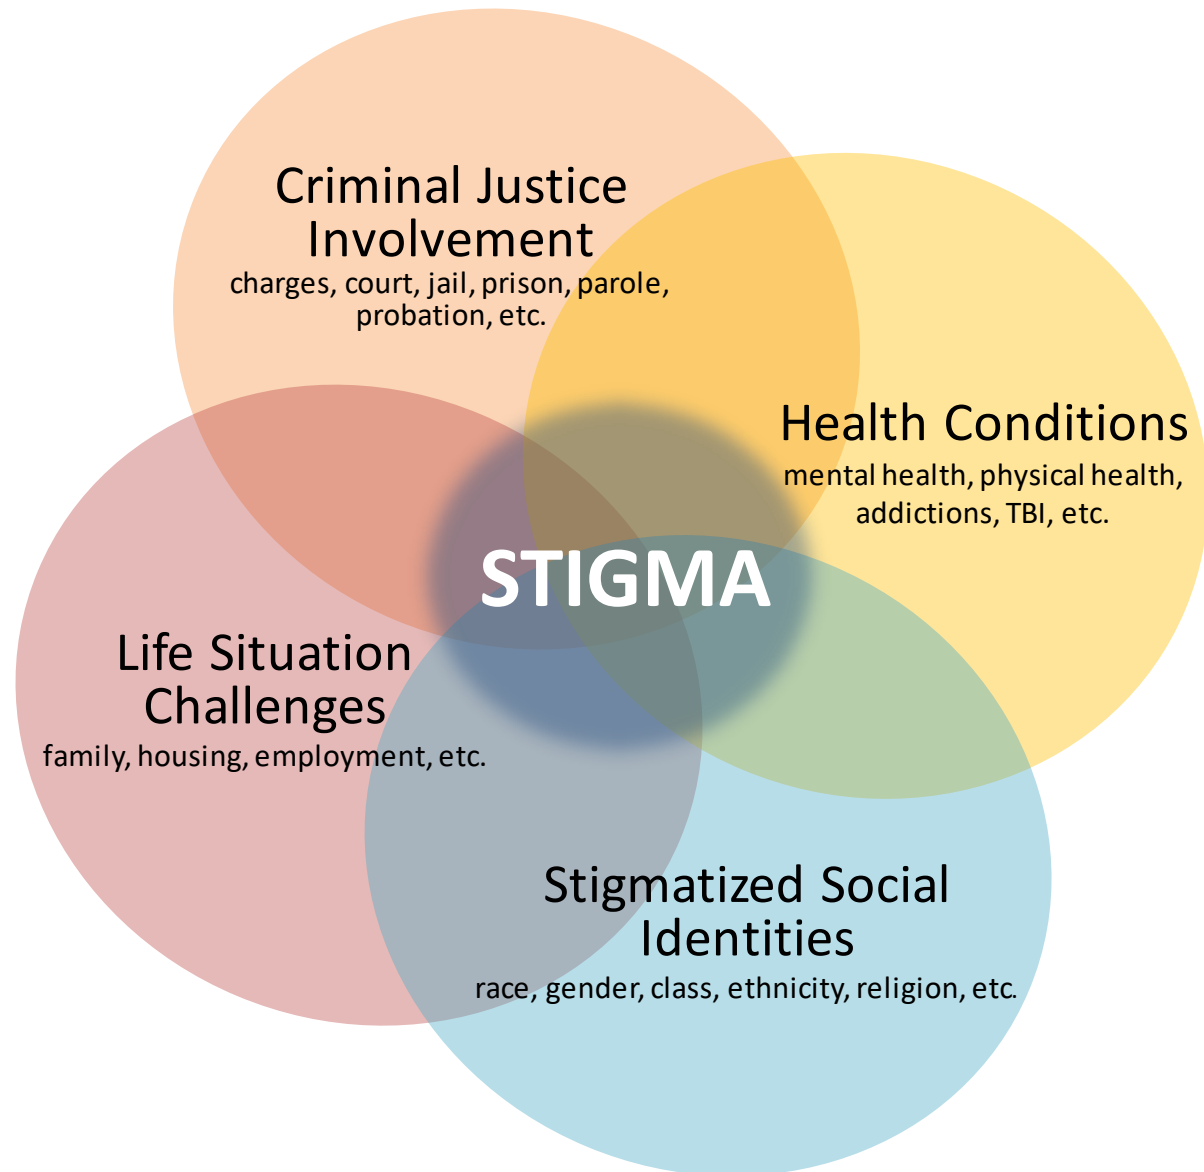 Criminal Justice
Involvement
charges, court, jail, prison, parole,
probation, etc.
Health Conditions
mental health, physical health,
addictions, TBI, etc.
STIGMA
Life Situation
Challenges
family, housing, employment, etc.
Stigmatized Social
Identities
race, gender, class, ethnicity, religion, etc.